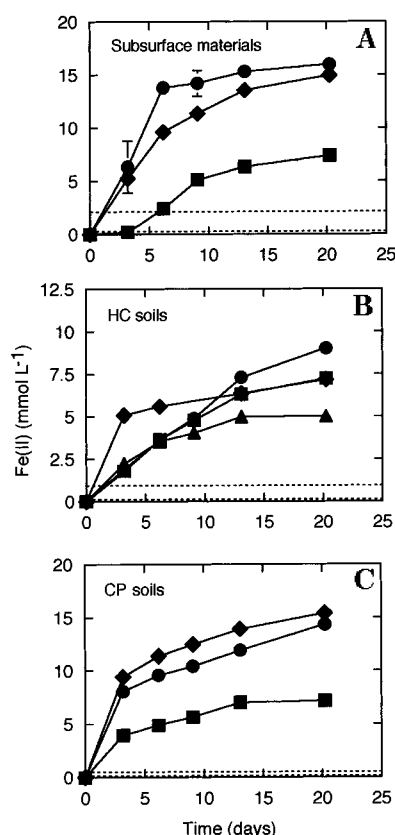 Subsurface materials
A
20
15
10
5
0
0 5 10 15 20 25
HC soils
B
12.5
10
7.5
5
2.5
0
0 5 10 15 20 25
Fe(II) (mmol L⁻¹)
CP soils
C
20
15
10
5
0
0 5 10 15 20 25
Time (days)